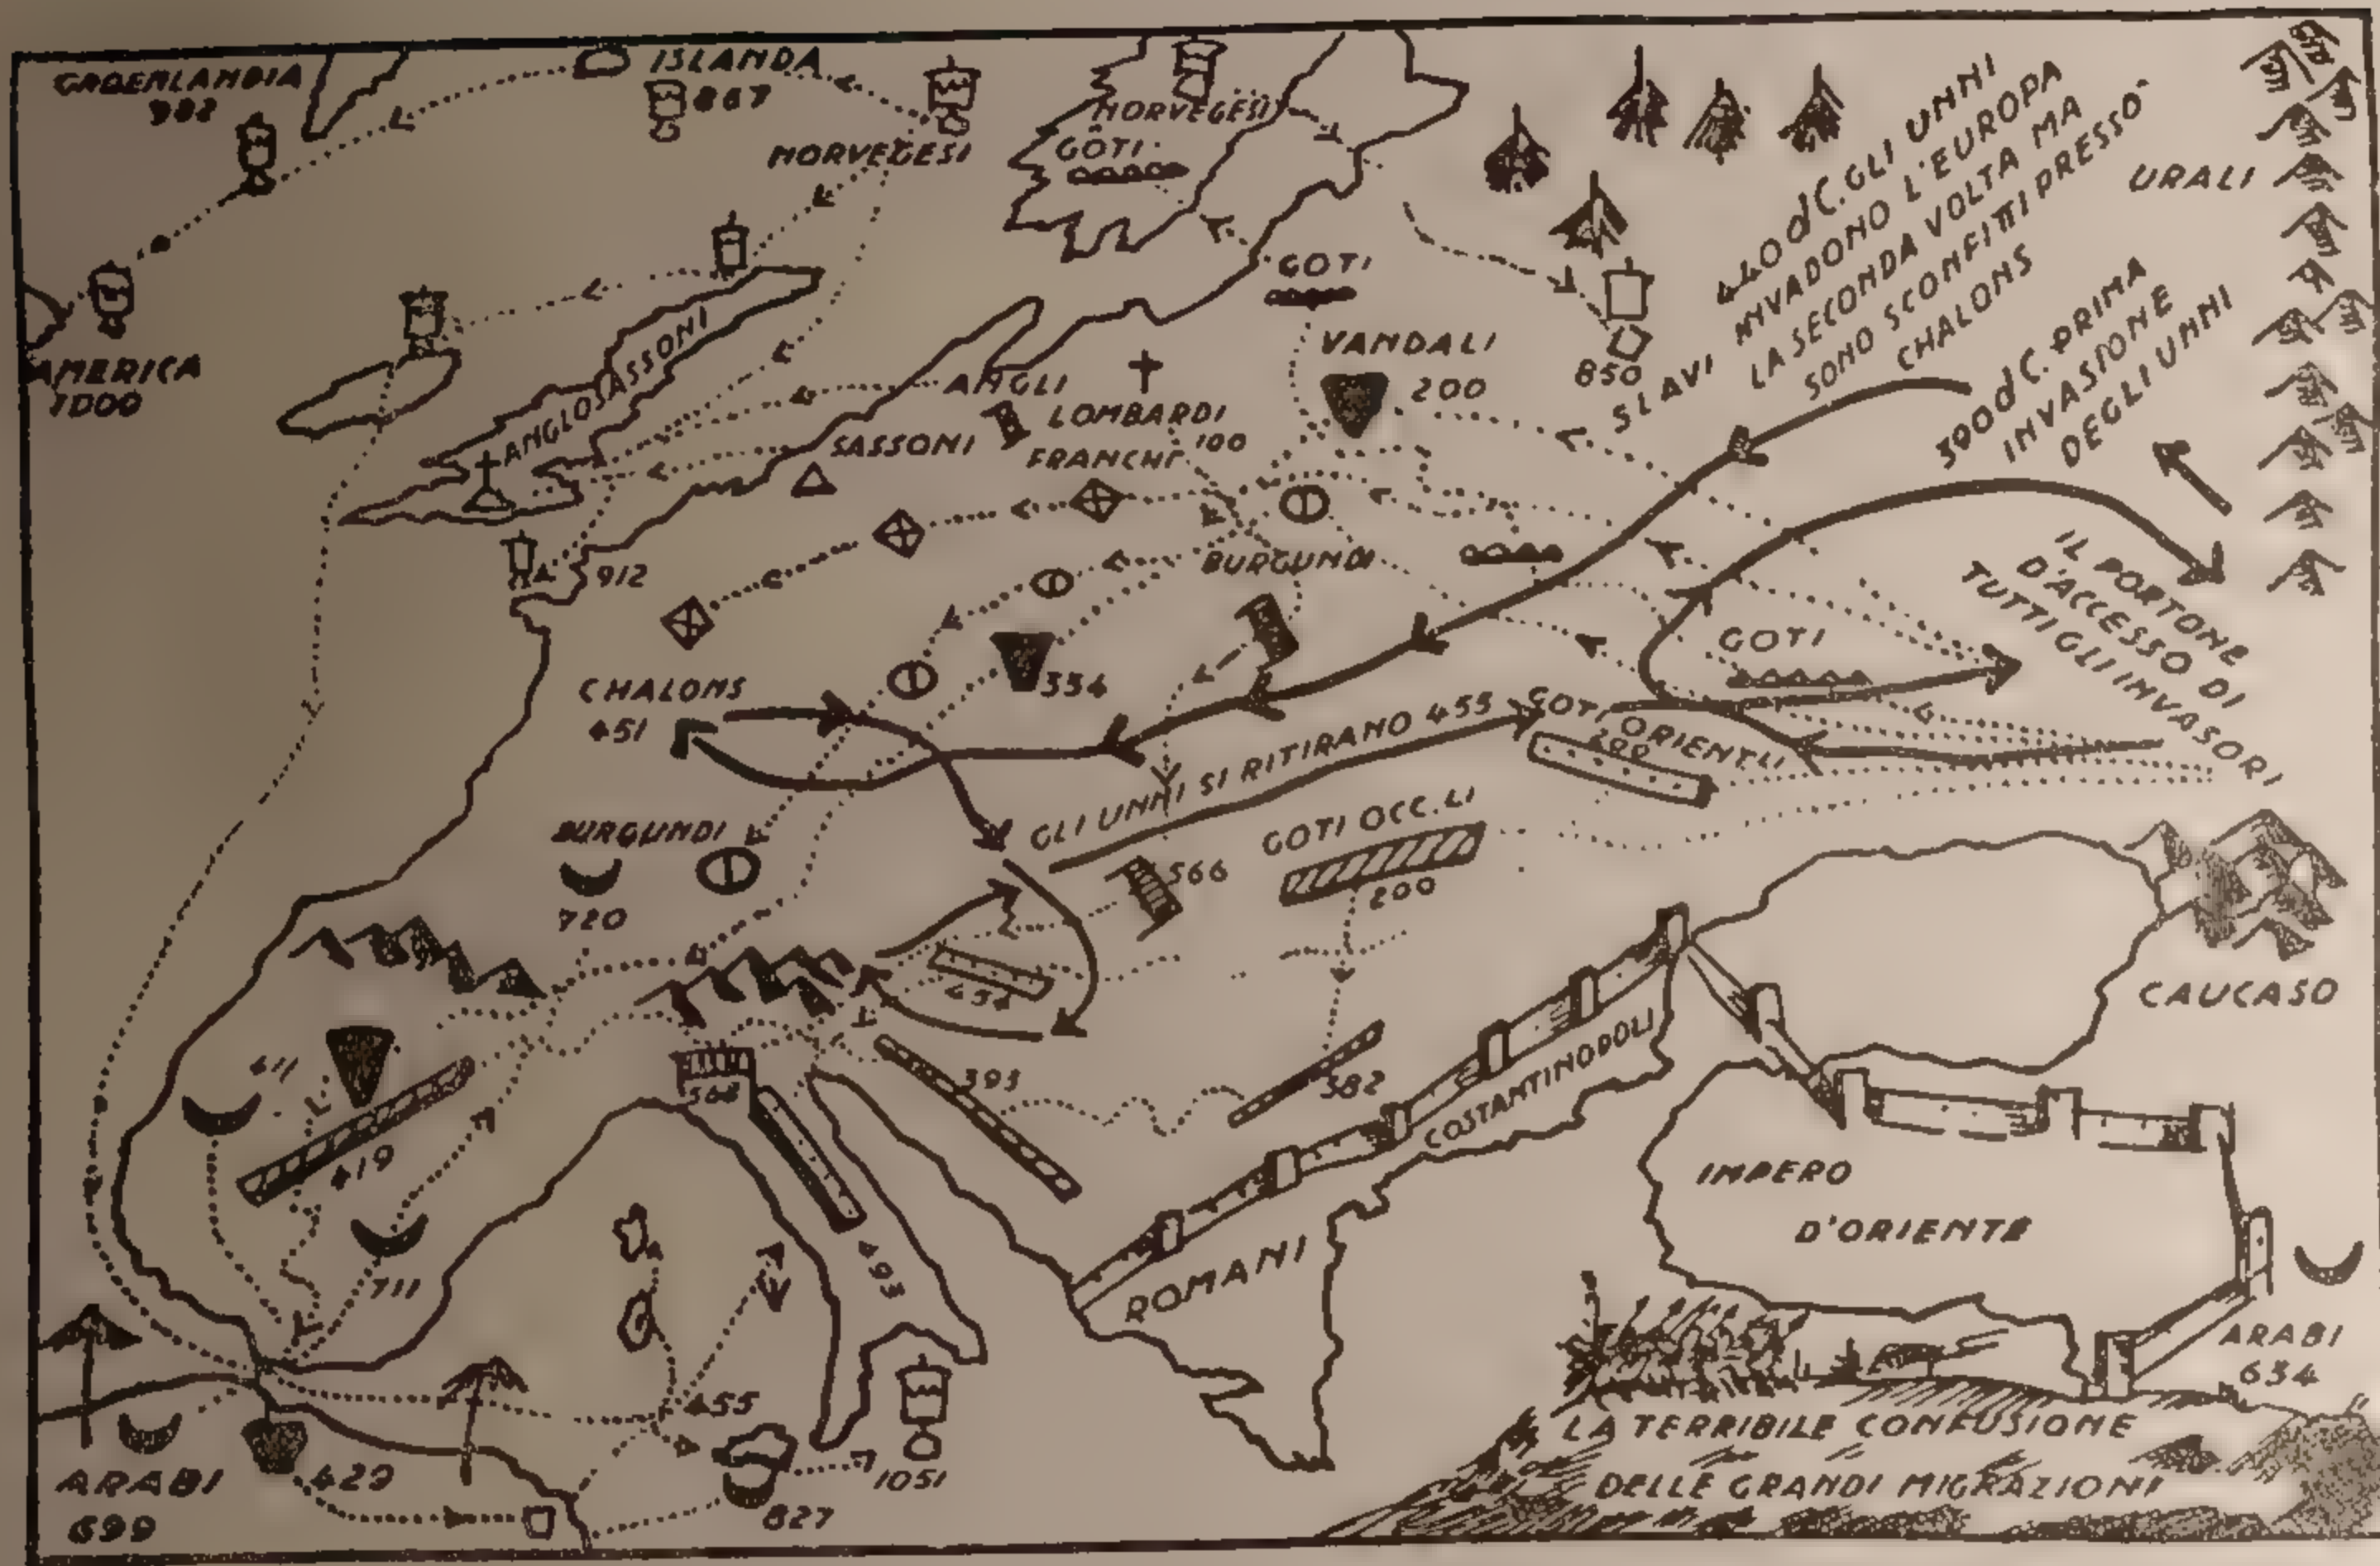 GROENLANDIA
982
ISLANDA
867
NORVEGESI
NORVEGESI
GOTI
GOTI
AMERICA
1000
ANGLOSASSONI
ANGLI
SASSONI
LOMBARDI
100
FRANCHI
VANDALI
200
850
SLAVI
440 d C. GLI UNNI
INVADONO L'EUROPA
LA SECONDA VOLTA MA
SONO SCONFITTI PRESSO
CHALONS
390 d C. PRIMA
INVASIONE
DEGLI UNNI
URALI
912
BURGUNDI
334
CHALONS
451
GOTI
IL PORTONE
D'ACCESSO DI
TUTTI GLI INVASORI
GLI UNNI SI RITIRANO 455
GOTI ORIENT.LI
200
GOTI OCC.LI
200
BURGUNDI
720
566
CAUCASO
411
419
711
568
393
382
493
COSTANTINOPOLI
ROMANI
IMPERO
D'ORIENTE
ARABI
634
455
ARABI
699
429
827
1051
LA TERRIBILE CONFUSIONE
DELLE GRANDI MIGRAZIONI